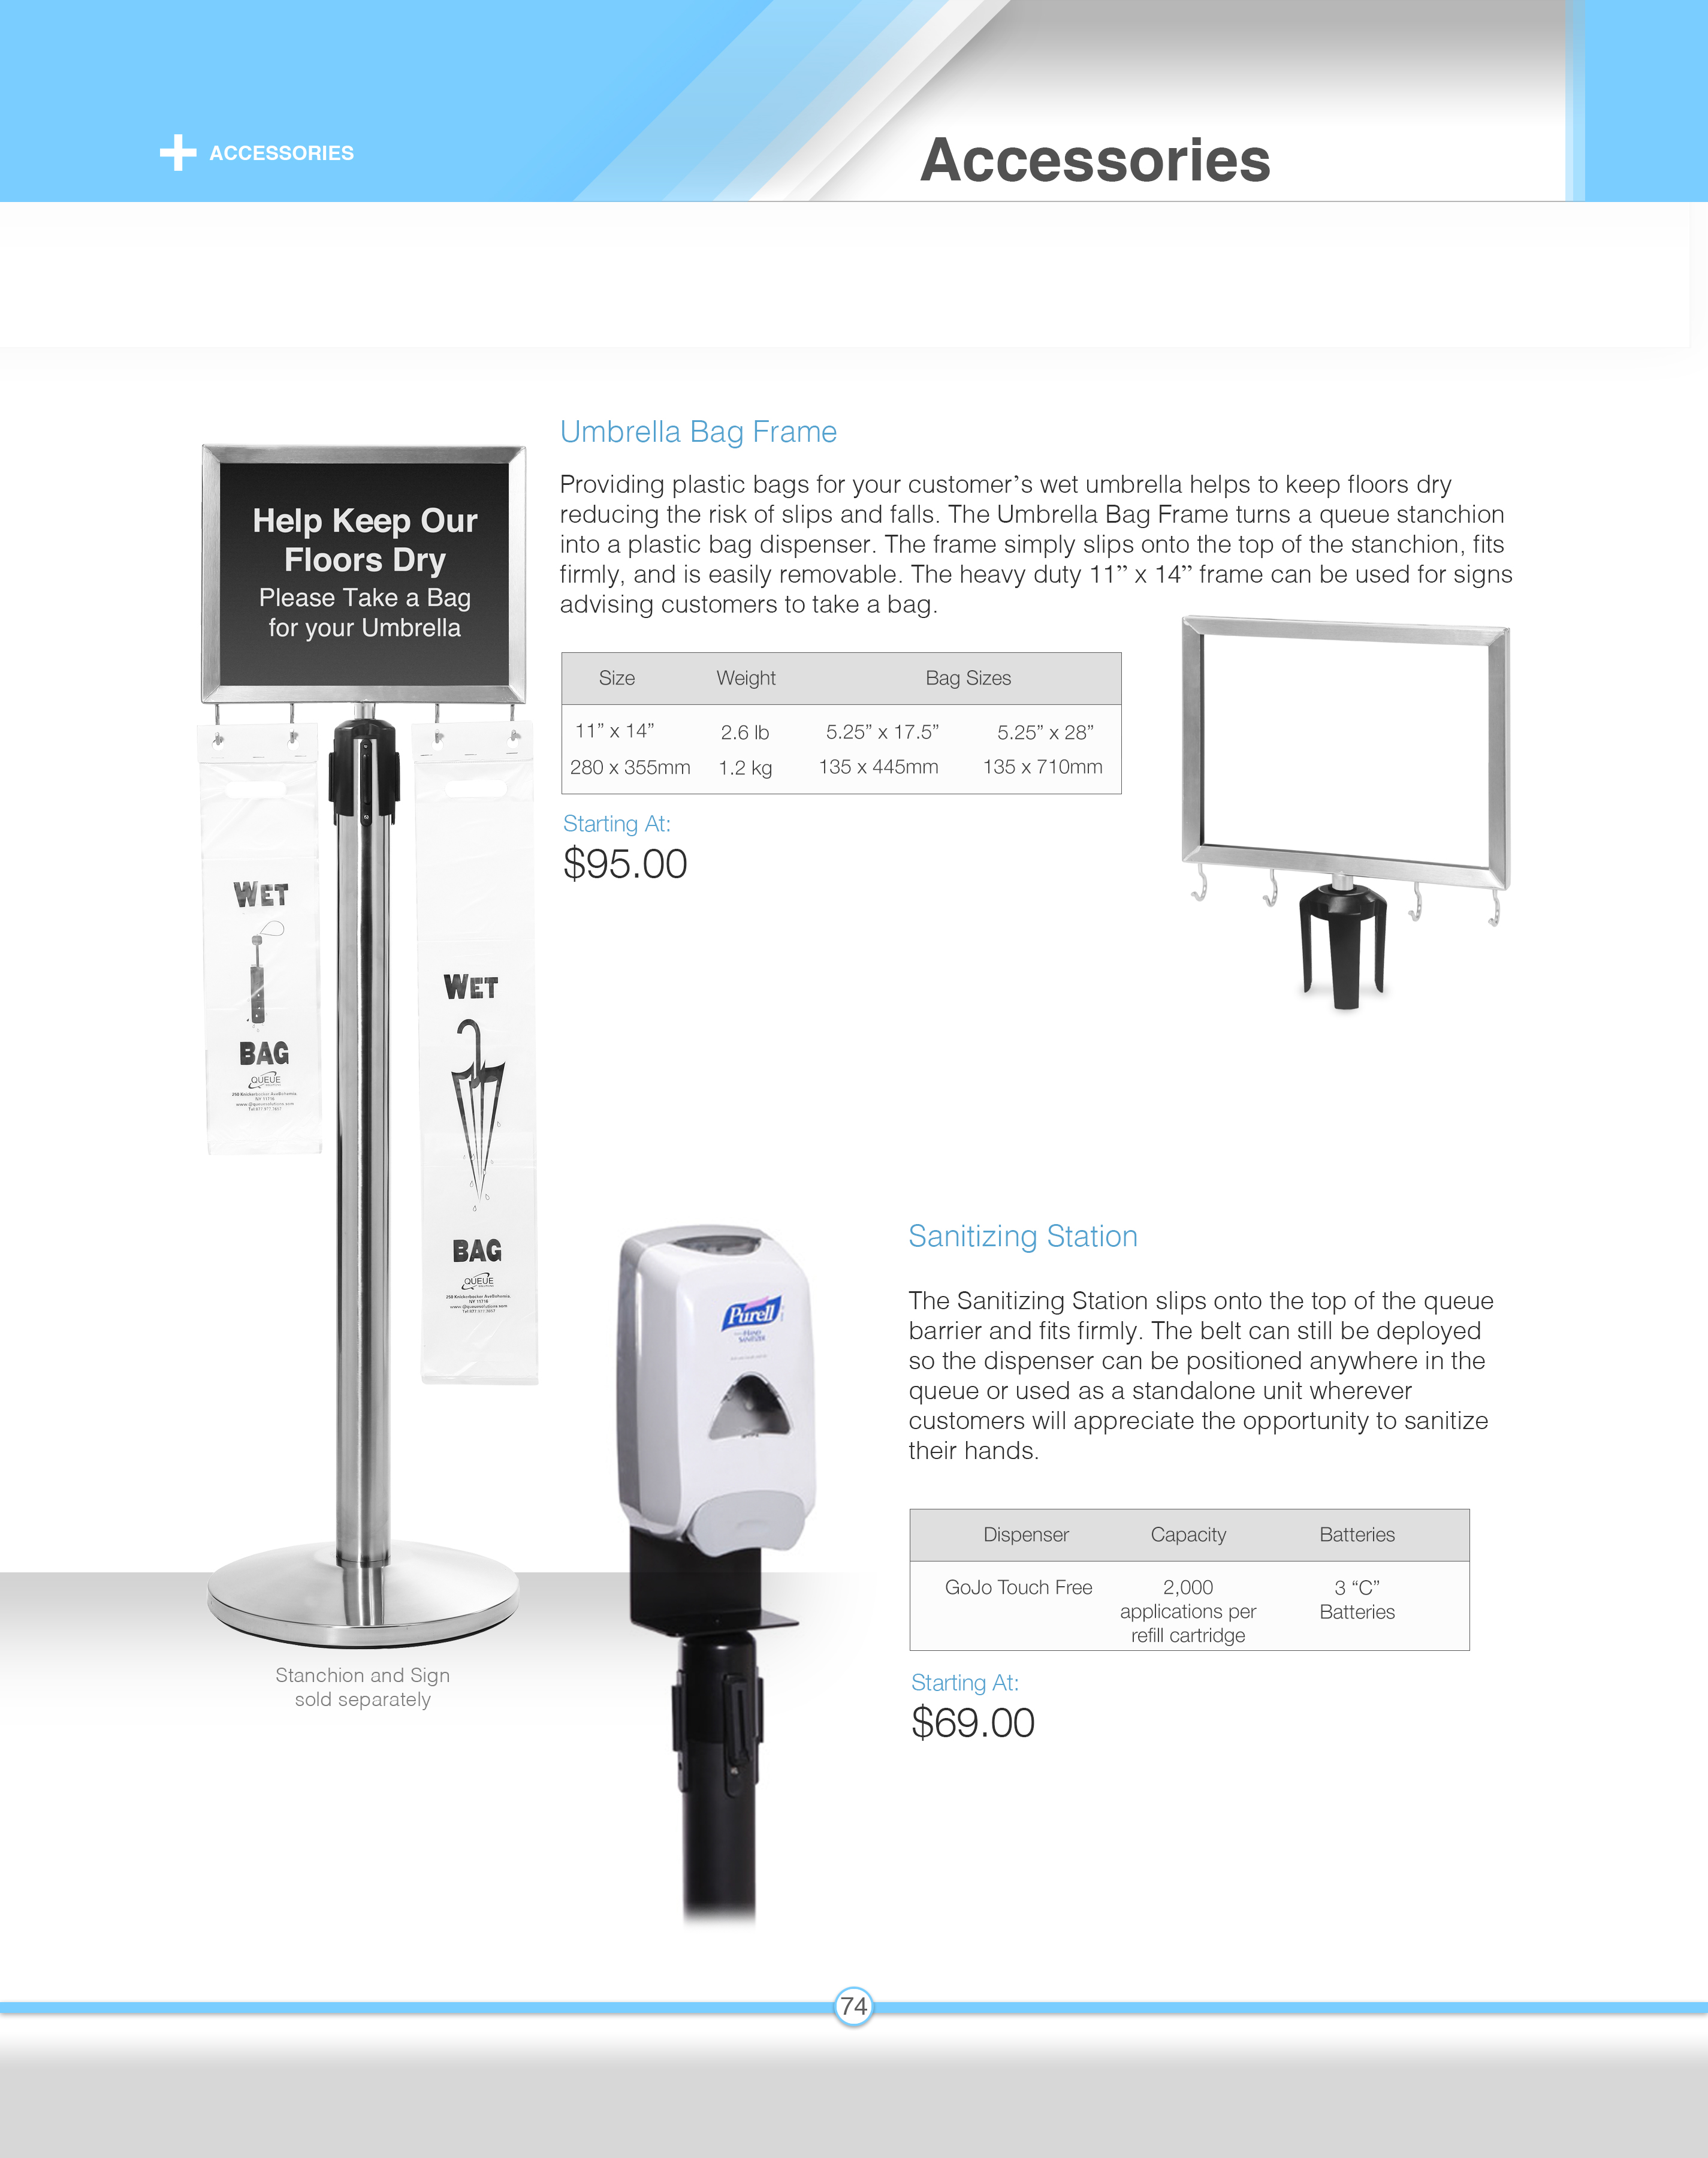 ACCESSORIES
Accessories
Umbrella Bag Frame
Providing plastic bags for your customer’s wet umbrella helps to keep floors dry
reducing the risk of slips and falls. The Umbrella Bag Frame turns a queue stanchion
into a plastic bag dispenser. The frame simply slips onto the top of the stanchion, fits
firmly, and is easily removable. The heavy duty 11” x 14” frame can be used for signs
advising customers to take a bag.
Help Keep Our
Floors Dry
Please Take a Bag
for your Umbrella
Size Weight Bag Sizes
11” x 14” 2.6 lb 5.25” x 17.5” 5.25” x 28”
280 x 355mm 1.2 kg 135 x 445mm 135 x 710mm
Starting At:
$95.00
WET
BAG
QUEUE
WET
BAG
QUEUE
Stanchion and Sign
sold separately
Purell
HAND
SANITIZER
Sanitizing Station
The Sanitizing Station slips onto the top of the queue
barrier and fits firmly. The belt can still be deployed
so the dispenser can be positioned anywhere in the
queue or used as a standalone unit wherever
customers will appreciate the opportunity to sanitize
their hands.
Dispenser Capacity Batteries
GoJo Touch Free 2,000 3 “C”
applications per Batteries
refill cartridge
Starting At:
$69.00
74